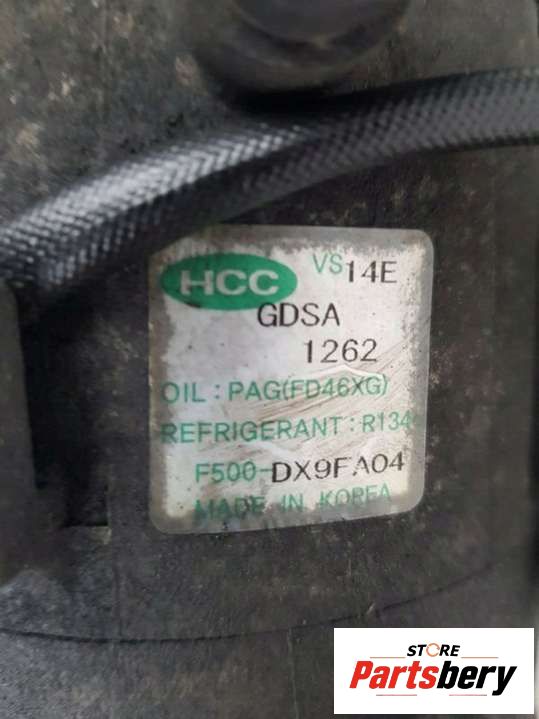 HCC VS14E
GDSA
1262
OIL : PAG(FD46XG)
REFRIGERANT : R134
F500-DX9FA04
MADE IN KOREA
STORE
Partsbery